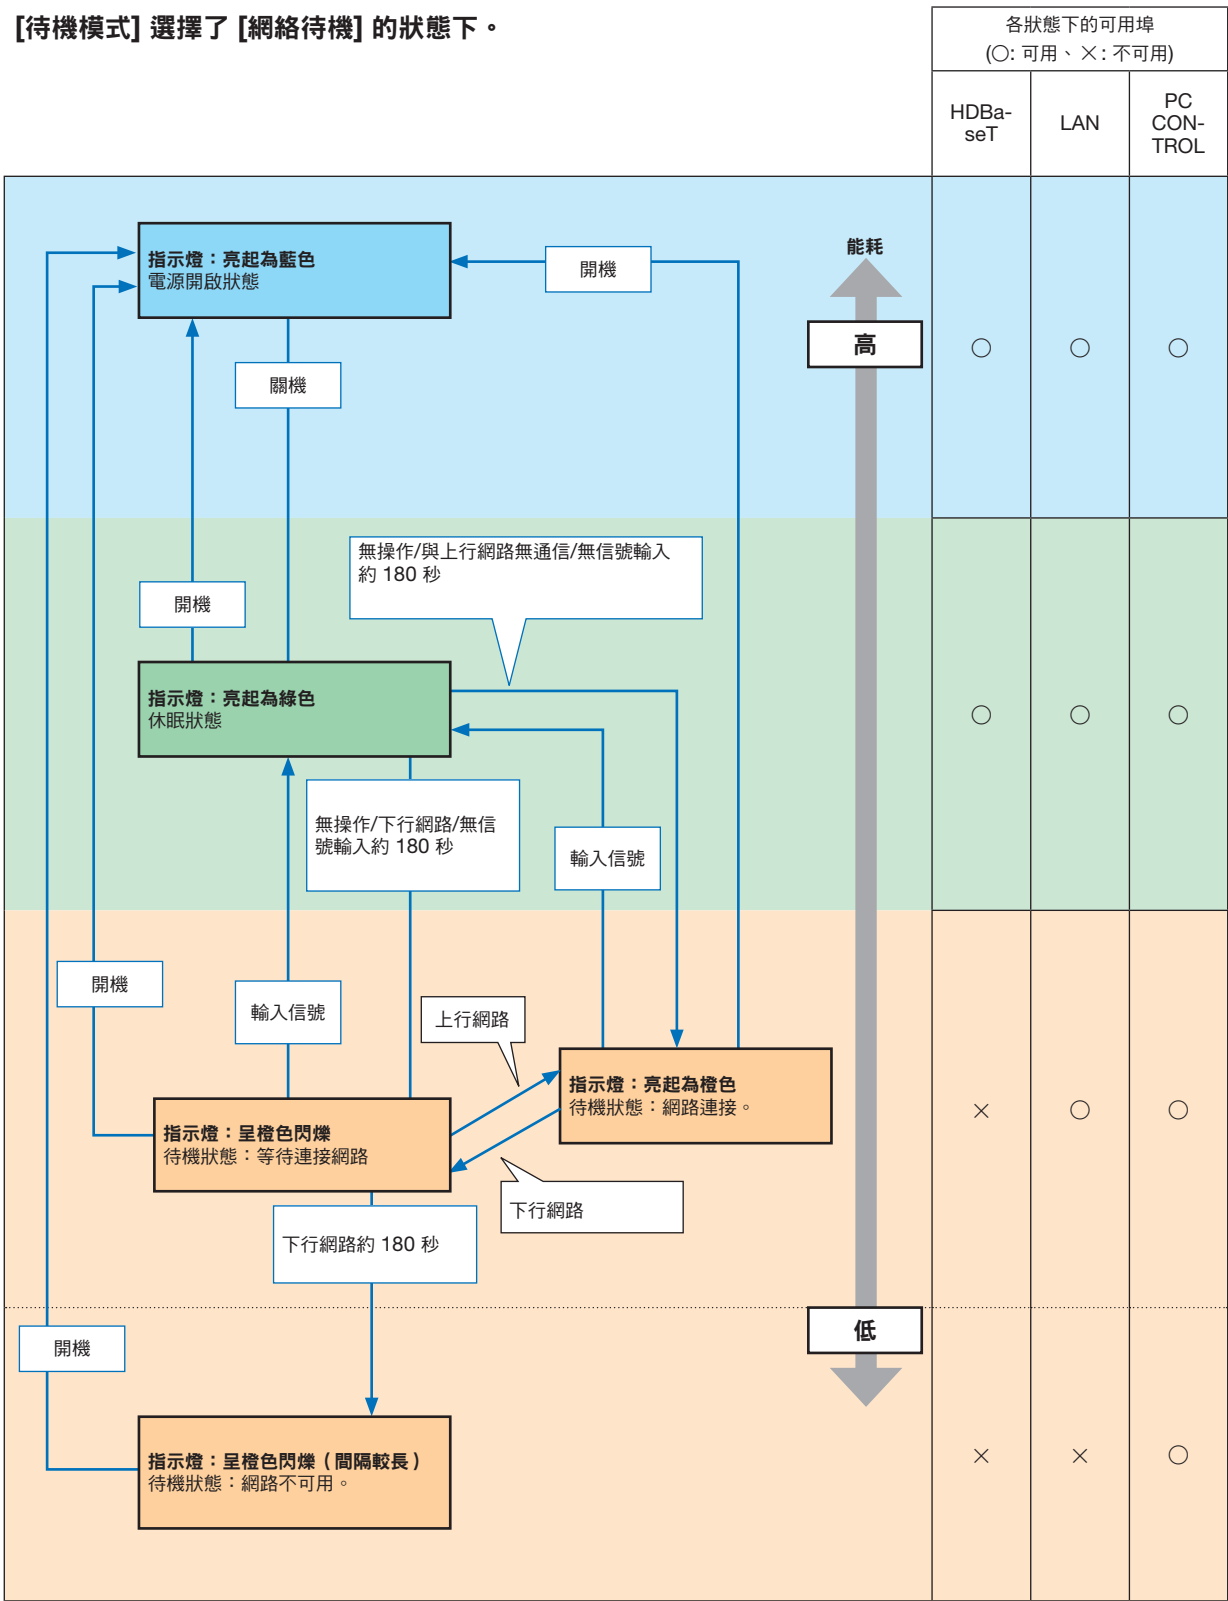 [待機模式] 選擇了 [網絡待機] 的狀態下。
各狀態下的可用埠
(○: 可用、×: 不可用)
HDBa-
seT
LAN
PC
CON-
TROL
指示燈：亮起為藍色
電源開啟狀態
開機
能耗
高
○
○
○
關機
無操作/與上行網路無通信/無信號輸入
約 180 秒
開機
指示燈：亮起為綠色
休眠狀態
○
○
○
無操作/下行網路/無信
號輸入約 180 秒
輸入信號
開機
輸入信號
上行網路
指示燈：亮起為橙色
待機狀態：網路連接。
×
○
○
指示燈：呈橙色閃爍
待機狀態：等待連接網路
下行網路
下行網路約 180 秒
低
開機
指示燈：呈橙色閃爍（間隔較長）
待機狀態：網路不可用。
×
×
○